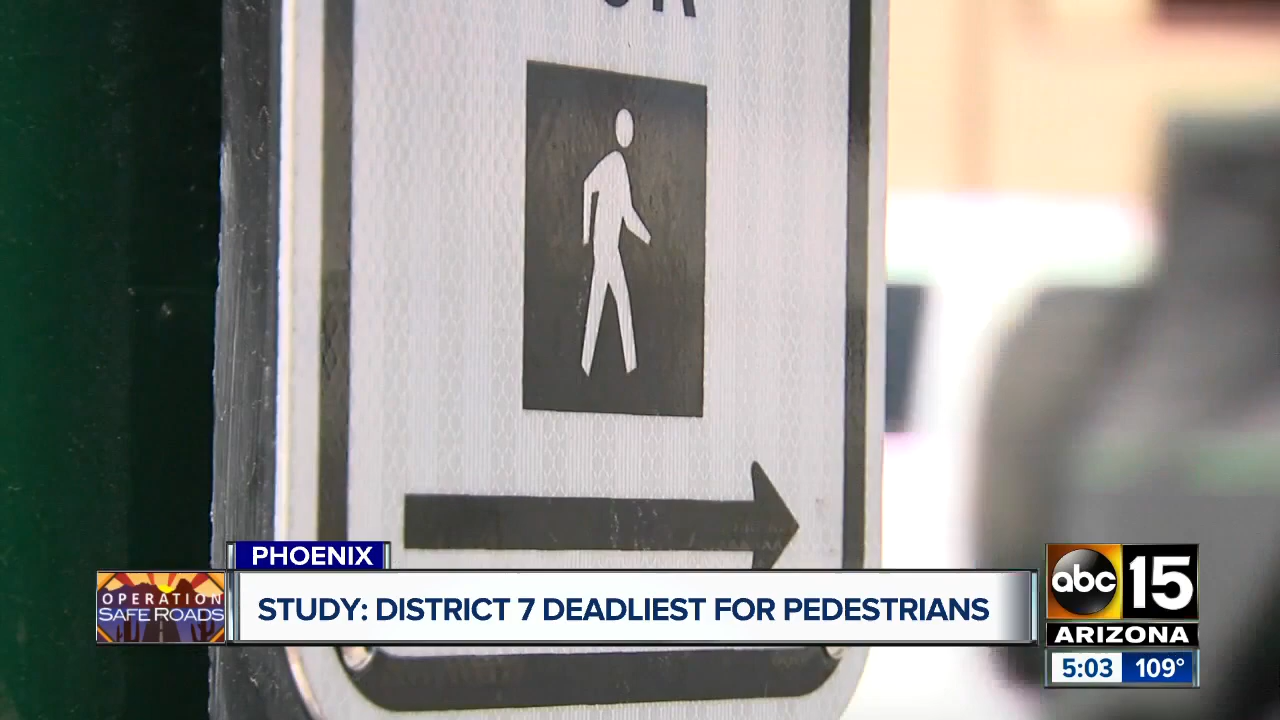 PHOENIX
OPERATION
SAFE ROADS
STUDY: DISTRICT 7 DEADLIEST FOR PEDESTRIANS
abc 15
ARIZONA
5:03 109°